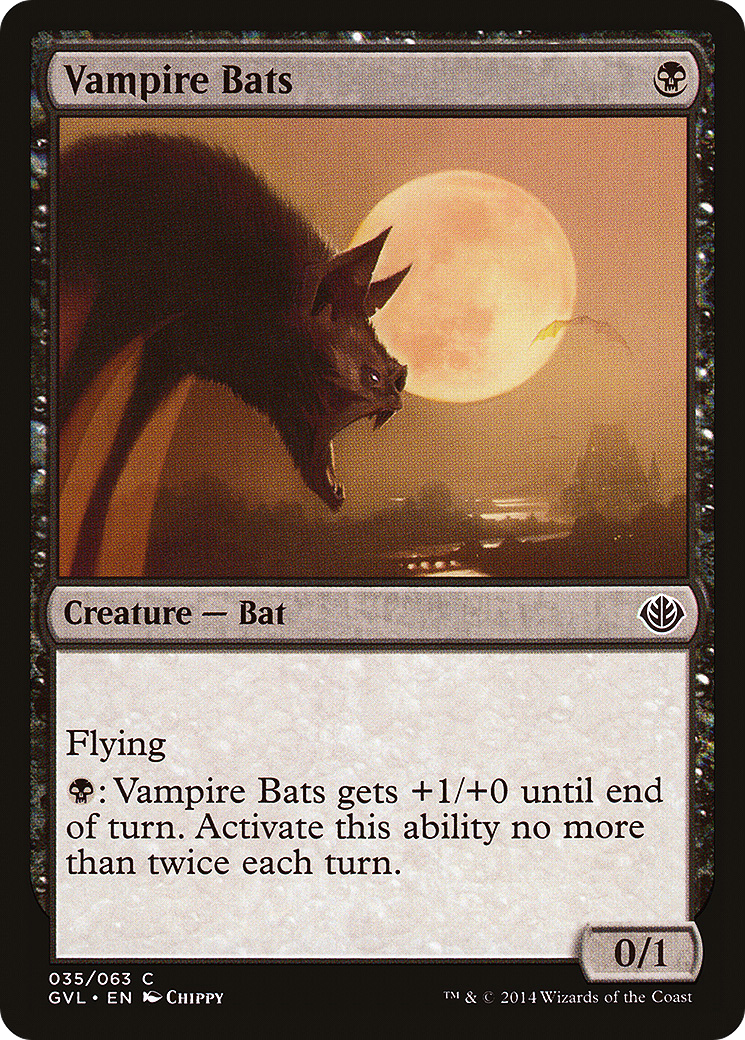 Vampire Bats
Creature — Bat
Flying
: Vampire Bats gets +1/+0 until end
of turn. Activate this ability no more
than twice each turn.
0/1
035/063 C
GVL • EN Chippy
™ & © 2014 Wizards of the Coast